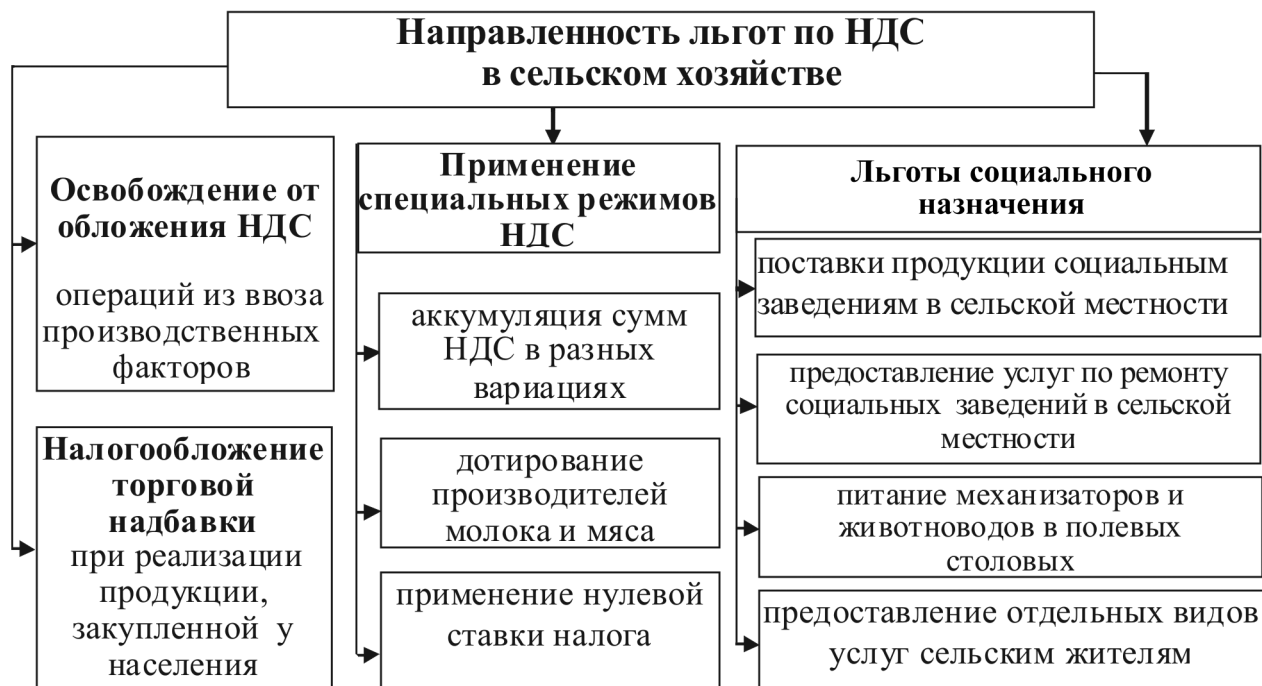 Направленность льгот по НДС
в сельском хозяйстве
Освобождение от
обложения НДС
операций из ввоза
производственных
факторов
Налогообложение
торговой
надбавки
при реализации
продукции,
закупленной у
населения
Применение
специальных режимов
НДС
аккумуляция сумм
НДС в разных
вариациях
дотирование
производителей
молока и мяса
применение нулевой
ставки налога
Льготы социального
назначения
поставки продукции социальным
заведениям в сельской местности
предоставление услуг по ремонту
социальных заведений в сельской
местности
питание механизаторов и
животноводов в полевых
столовых
предоставление отдельных видов
услуг сельским жителям